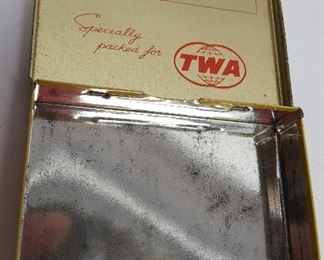 Specially
packed for
TWA